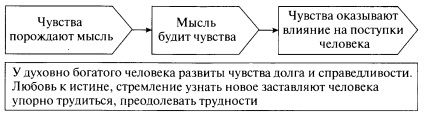 Чувства
порождают мысль
Мысль
будит чувства
Чувства оказывают
влияние на поступки
человека
У духовно богатого человека развиты чувства долга и справедливости.
Любовь к истине, стремление узнать новое заставляют человека
упорно трудиться, преодолевать трудности